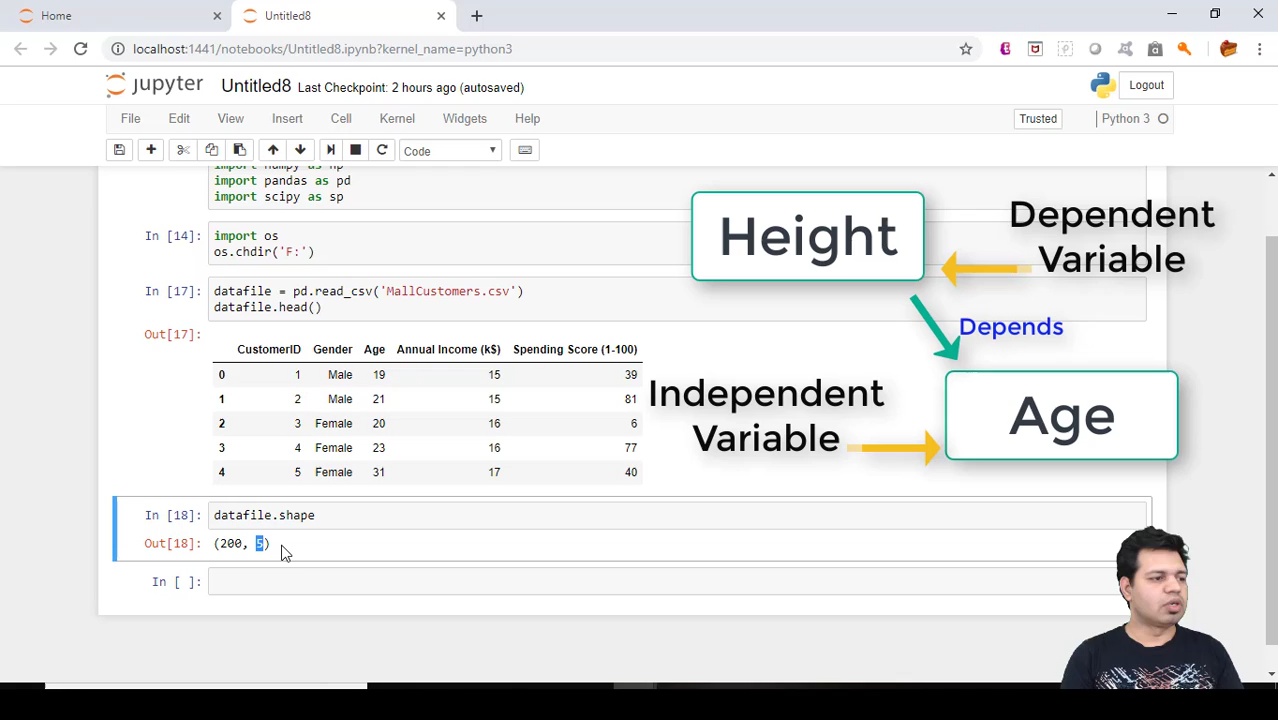 Home
Untitled8
localhost:1441/notebooks/Untitled8.ipynb?kernel_name=python3
jupyter Untitled8 Last Checkpoint: 2 hours ago (autosaved)
Logout
File Edit View Insert Cell Kernel Widgets Help
Trusted
Python 3
Code
import numpy as np
import pandas as pd
import scipy as sp
In [14]: import os
os.chdir('F:')
In [17]: datafile = pd.read_csv('MallCustomers.csv')
datafile.head()
Out[17]:
CustomerID Gender Age Annual Income (k$) Spending Score (1-100)
0 1 Male 19 15 39
1 2 Male 21 15 81
2 3 Female 20 16 6
3 4 Female 23 16 77
4 5 Female 31 17 40
In [18]: datafile.shape
Out[18]: (200, 5)
In [ ]:
Height
Dependent
Variable
Depends
Independent
Variable
Age